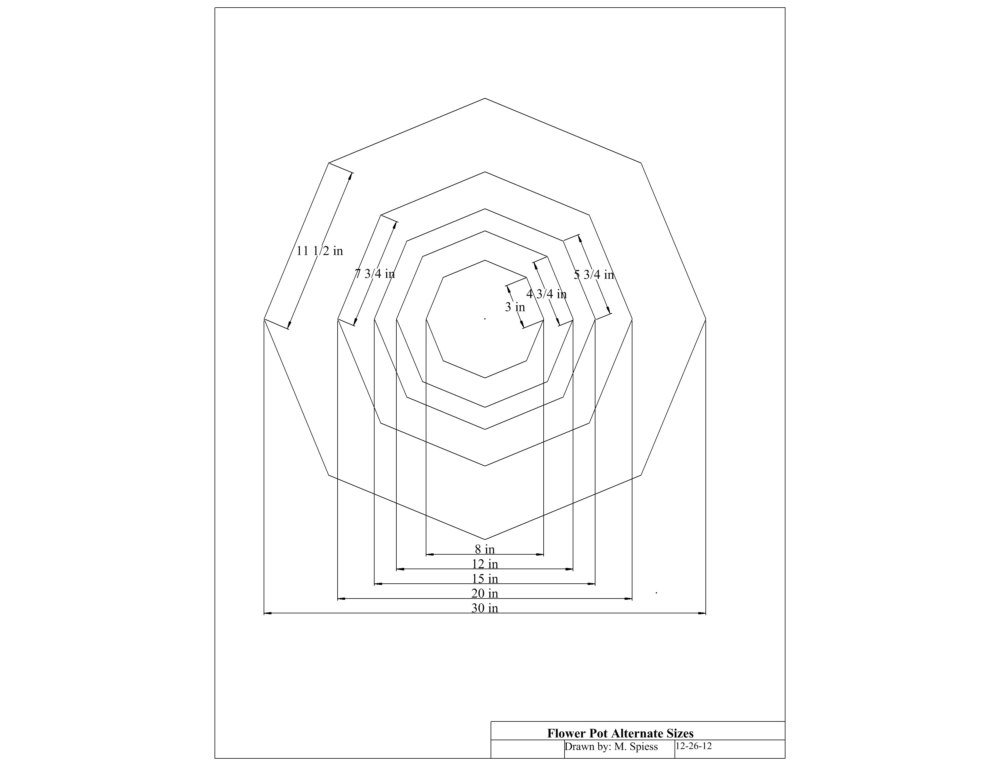 11 1/2 in
7 3/4 in
5 3/4 in
4 3/4 in
3 in
8 in
12 in
15 in
20 in
30 in
Flower Pot Alternate Sizes
Drawn by: M. Spiess 12-26-12